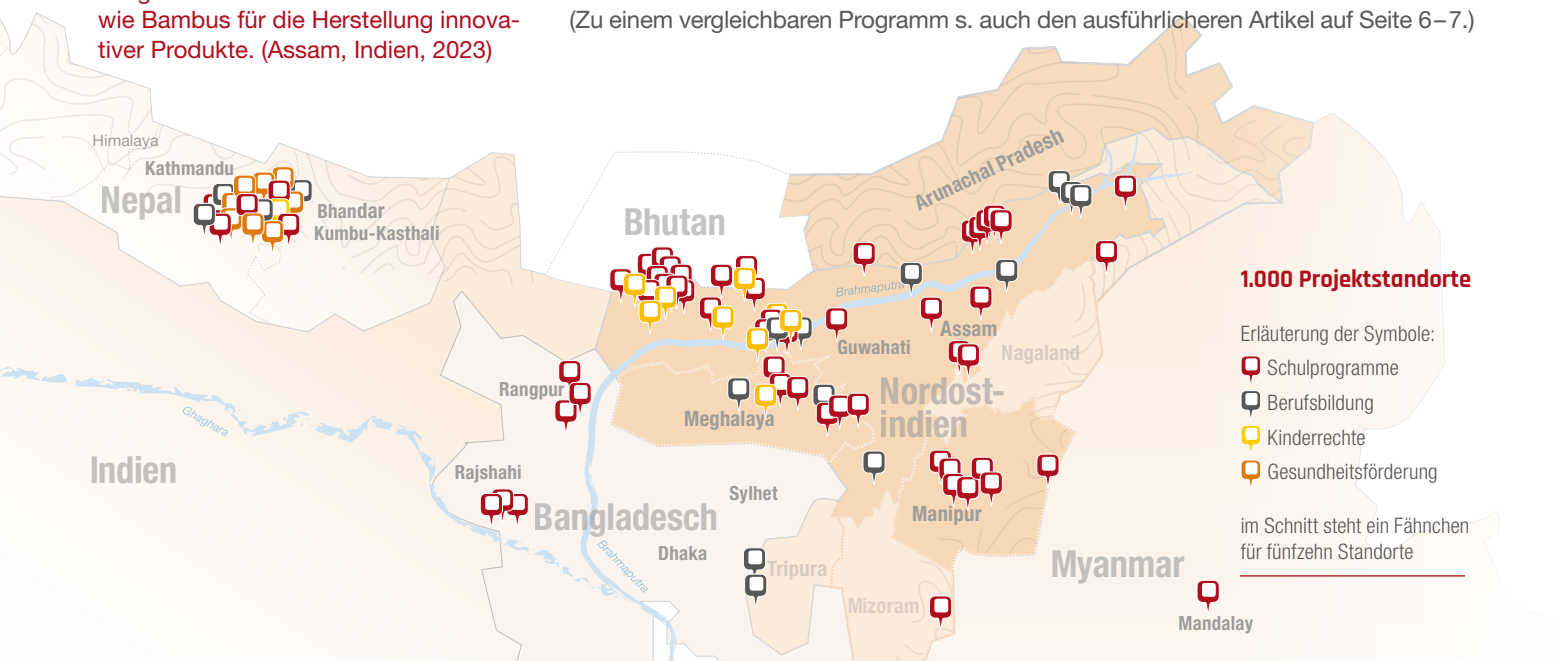 wie Bambus für die Herstellung innova-
tiver Produkte. (Assam, Indien, 2023)
(Zu einem vergleichbaren Programm s. auch den ausführlicheren Artikel auf Seite 6–7.)
Himalaya
Kathmandu
Nepal
Bhandar
Kumbu-Kasthali
Bhutan
Arunachal Pradesh
Brahmaputra
Guwahati
Assam
Nagaland
Nordost-
indien
Rangpur
Meghalaya
Ghaghara
Indien
Rajshahi
Sylhet
Bangladesch
Dhaka
Brahmaputra
Tripura
Manipur
Mizoram
Myanmar
Mandalay
1.000 Projektstandorte
Erläuterung der Symbole:
Schulprogramme
Berufsbildung
Kinderrechte
Gesundheitsförderung
im Schnitt steht ein Fähnchen
für fünfzehn Standorte